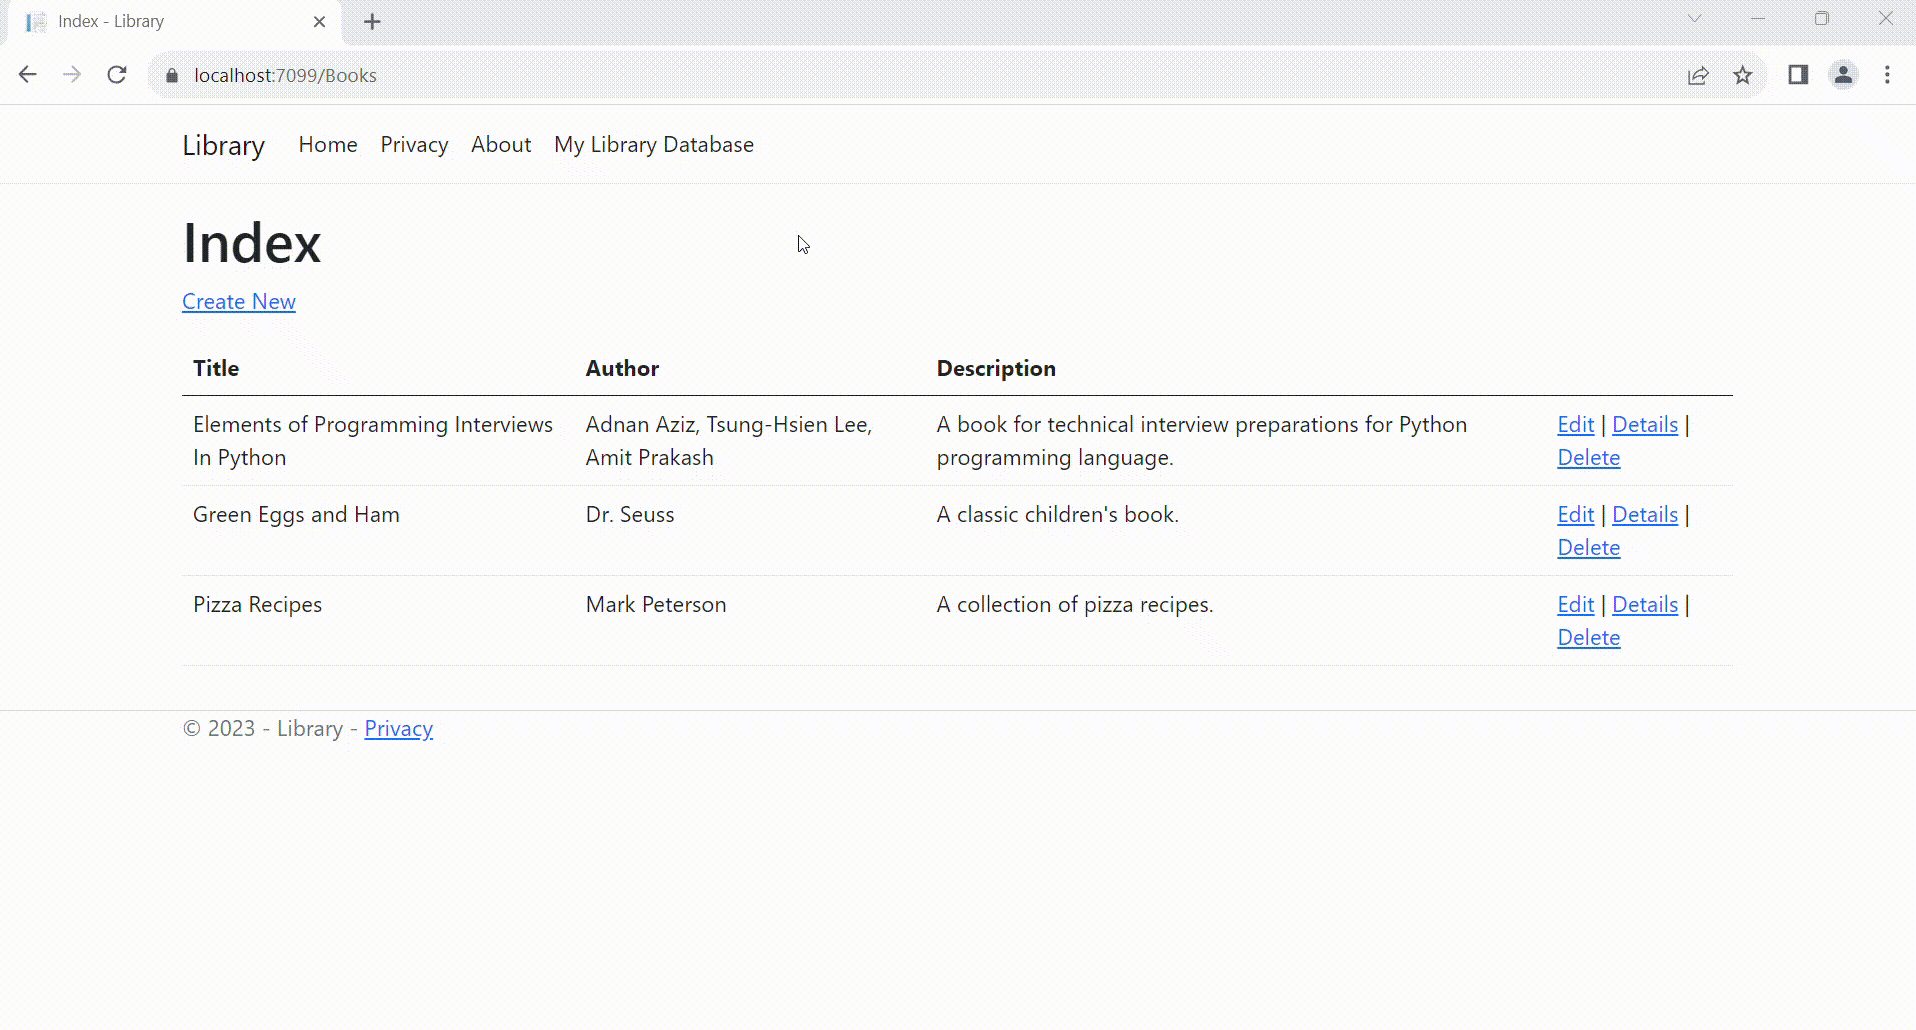 Index - Library
localhost:7099/Books
Library Home Privacy About My Library Database
Index
Create New
Title Author Description
Elements of Programming Interviews Adnan Aziz, Tsung-Hsien Lee, A book for technical interview preparations for Python Edit | Details |
In Python Amit Prakash programming language. Delete
Green Eggs and Ham Dr. Seuss A classic children's book. Edit | Details |
Delete
Pizza Recipes Mark Peterson A collection of pizza recipes. Edit | Details |
Delete
© 2023 - Library - Privacy